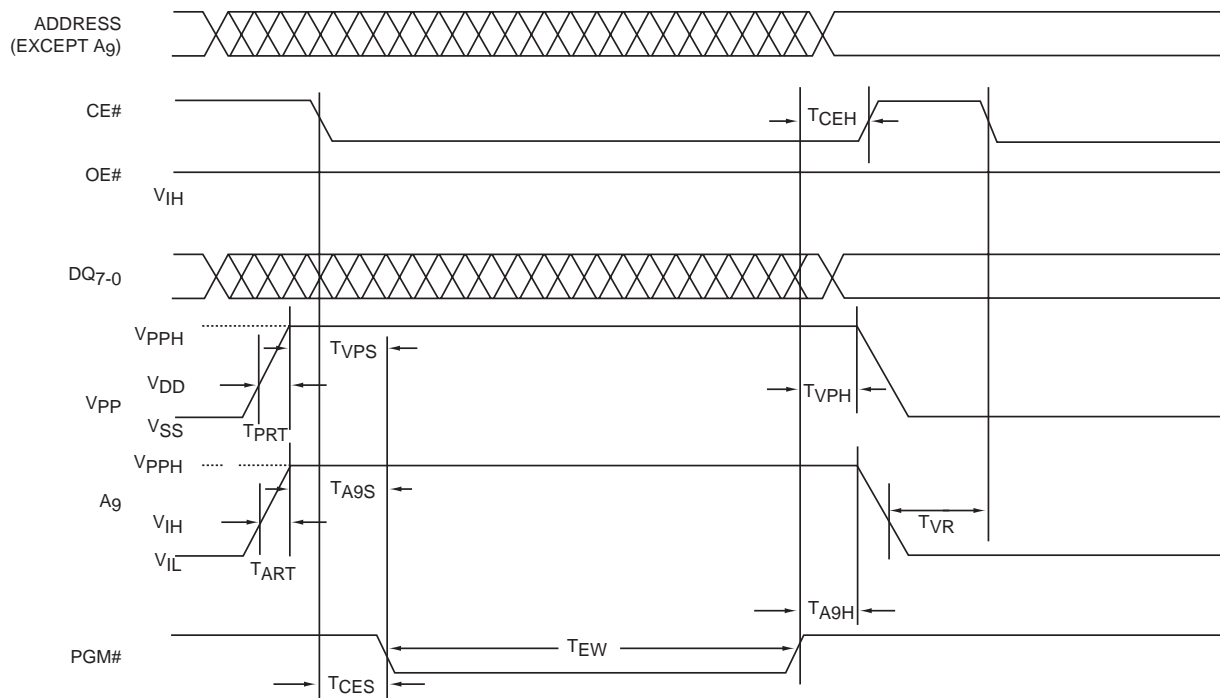 ADDRESS
(EXCEPT A9)
CE#
TCEH
OE#
VIH
DQ7-0
VPPH
TVPS
VDD
TVPH
VPP
VSS
TPRT
VPPH
TA9S
A9
VIH
TVR
VIL
TART
TA9H
TEW
PGM#
TCES